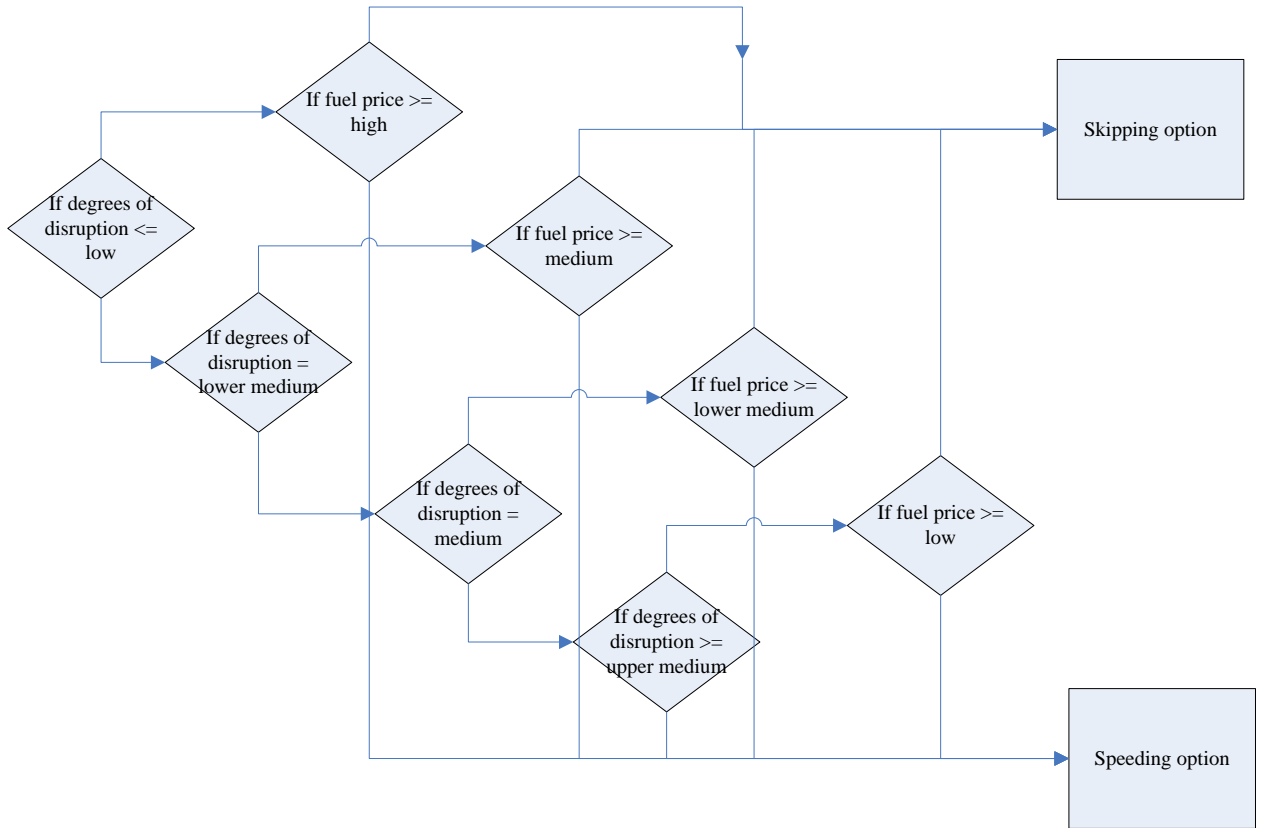 If fuel price >=
high
Skipping option
If degrees of
disruption <=
low
If fuel price >=
medium
If degrees of
disruption =
lower medium
If fuel price >=
lower medium
If degrees of
disruption =
medium
If fuel price >=
low
If degrees of
disruption >=
upper medium
Speeding option